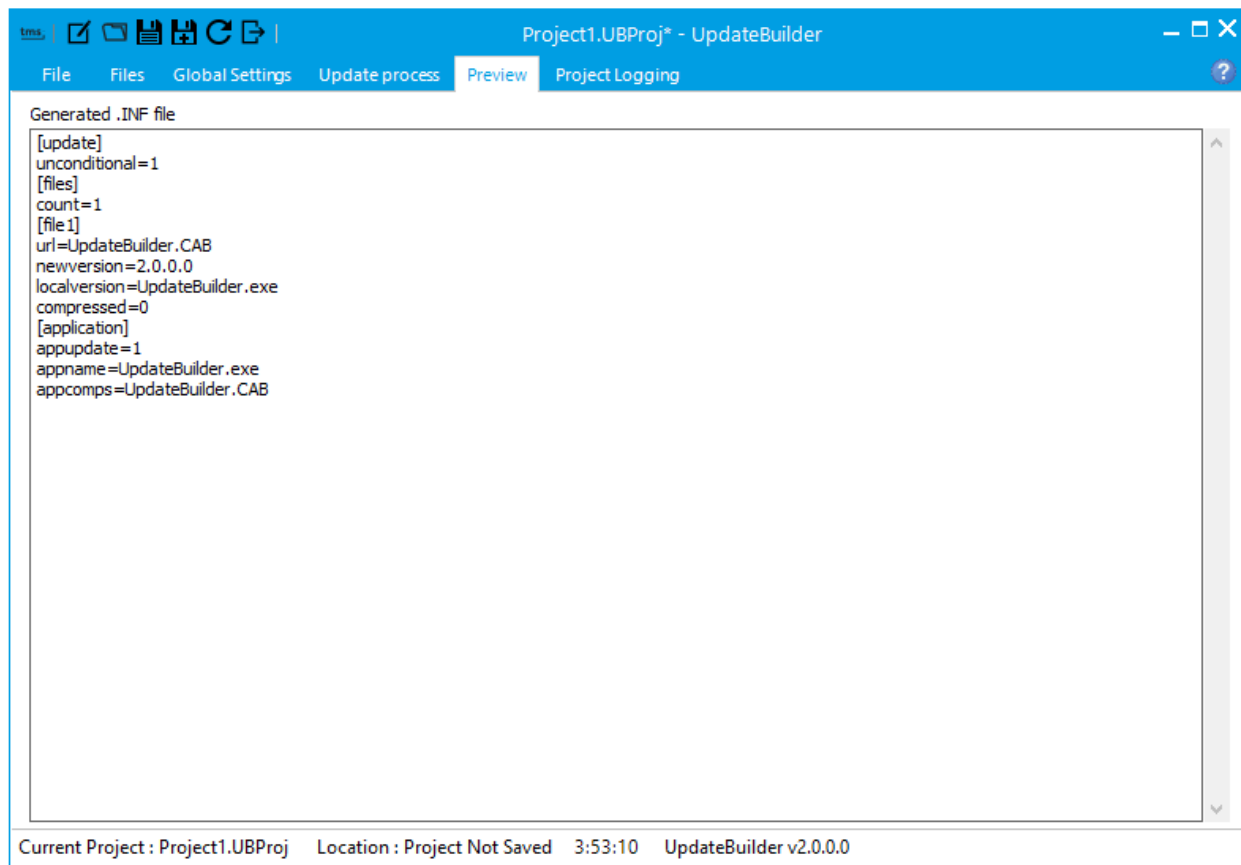 tms
Project1.UBProj* - UpdateBuilder
File Files Global Settings Update process Preview Project Logging ?
Generated .INF file
[update]
unconditional=1
[files]
count=1
[file1]
url=UpdateBuilder.CAB
newversion=2.0.0.0
localversion=UpdateBuilder.exe
compressed=0
[application]
appupdate=1
appname=UpdateBuilder.exe
appcomps=UpdateBuilder.CAB
Current Project : Project1.UBProj Location : Project Not Saved 3:53:10 UpdateBuilder v2.0.0.0